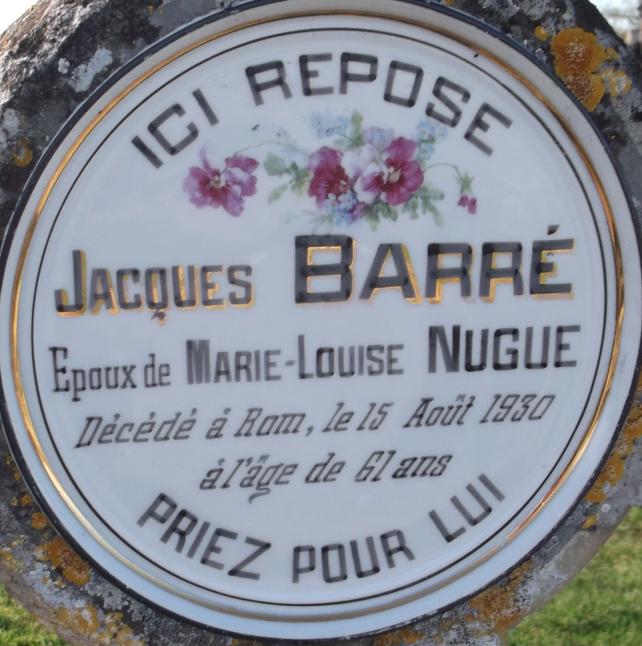 ICI REPOSE
JACQUES BARRÉ
Epoux de MARIE-LOUISE NUGUE
Décédé à Rom, le 15 Août 1930
à l'âge de 61 ans
PRIEZ POUR LUI